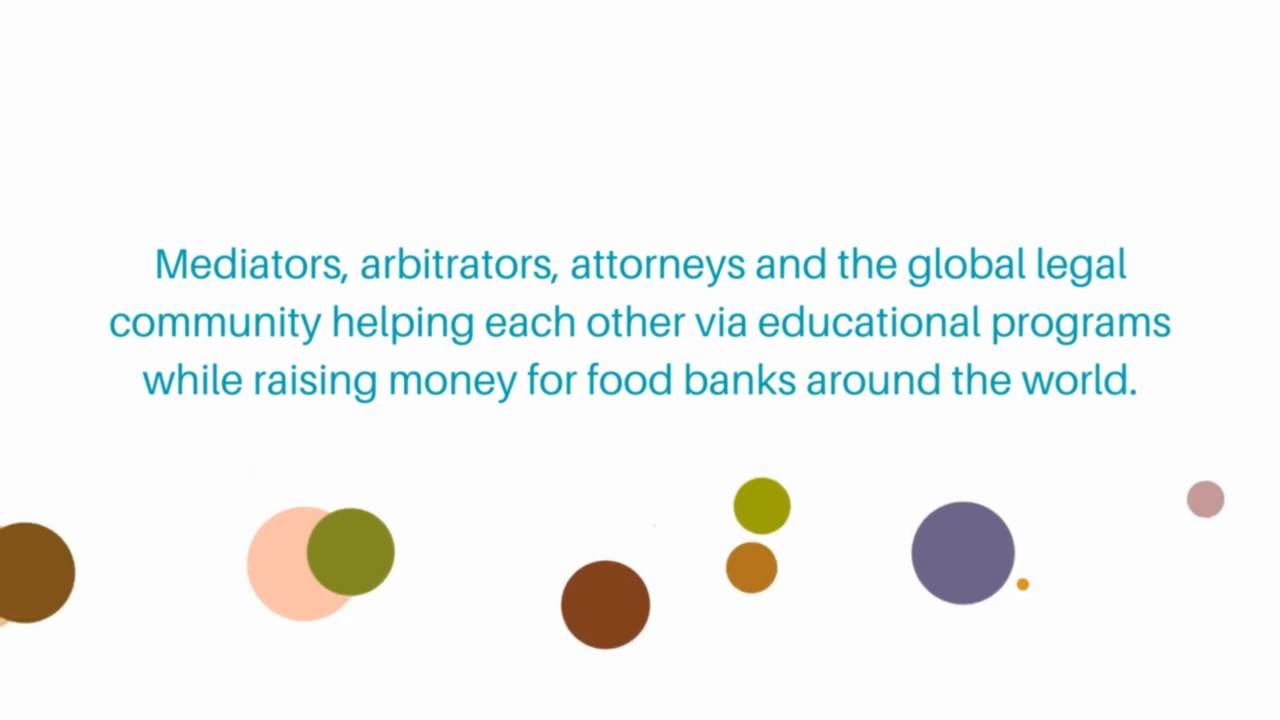 Mediators, arbitrators, attorneys and the global legal
community helping each other via educational programs
while raising money for food banks around the world.